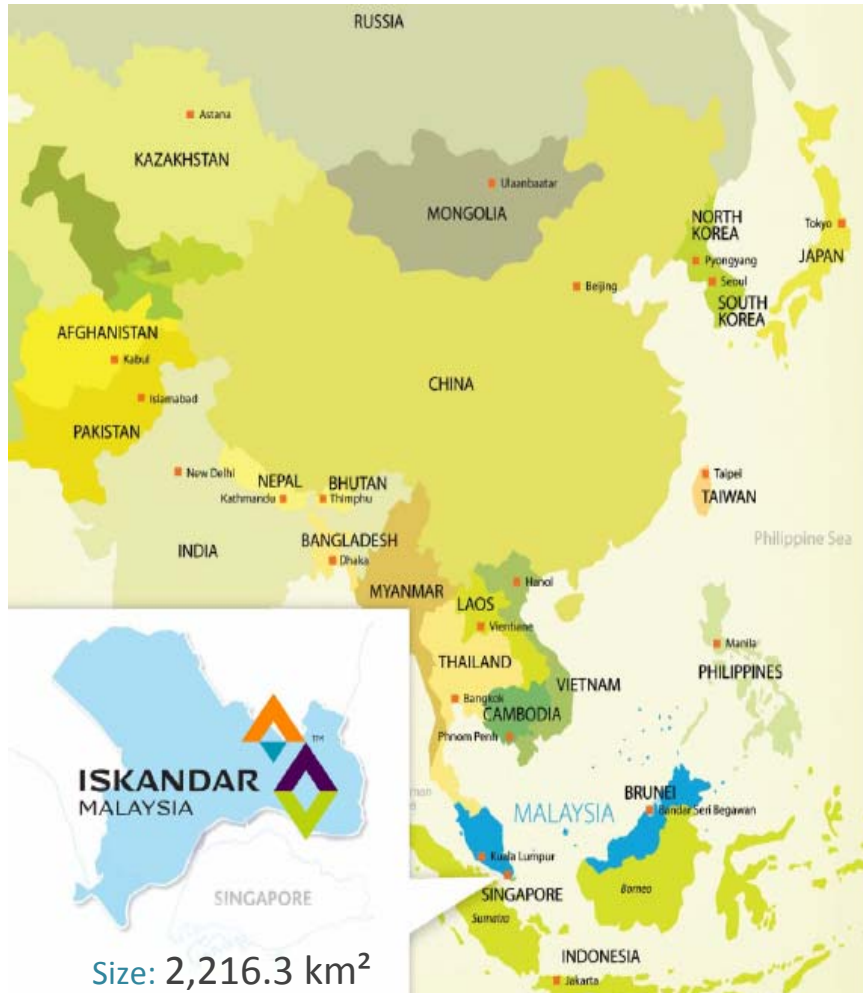 RUSSIA
Astana
KAZAKHSTAN
Ulaanbaatar
MONGOLIA
NORTH
KOREA
Tokyo
JAPAN
Pyongyang
Beijing
Seoul
SOUTH
KOREA
AFGHANISTAN
Kabul
CHINA
Islamabad
PAKISTAN
New Delhi
NEPAL
BHUTAN
Kathmandu
Thimphu
Taipei
TAIWAN
Philippine Sea
BANGLADESH
INDIA
Dhaka
MYANMAR
Hanoi
LAOS
Vientiane
THAILAND
Manila
PHILIPPINES
VIETNAM
Bangkok
CAMBODIA
Phnom Penh
BRUNEI
MALAYSIA
Bandar Seri Begawan
Kuala Lumpur
SINGAPORE
Borneo
Sumatra
INDONESIA
Jakarta
ISKANDAR
TM
MALAYSIA
SINGAPORE
Size: 2,216.3 km²